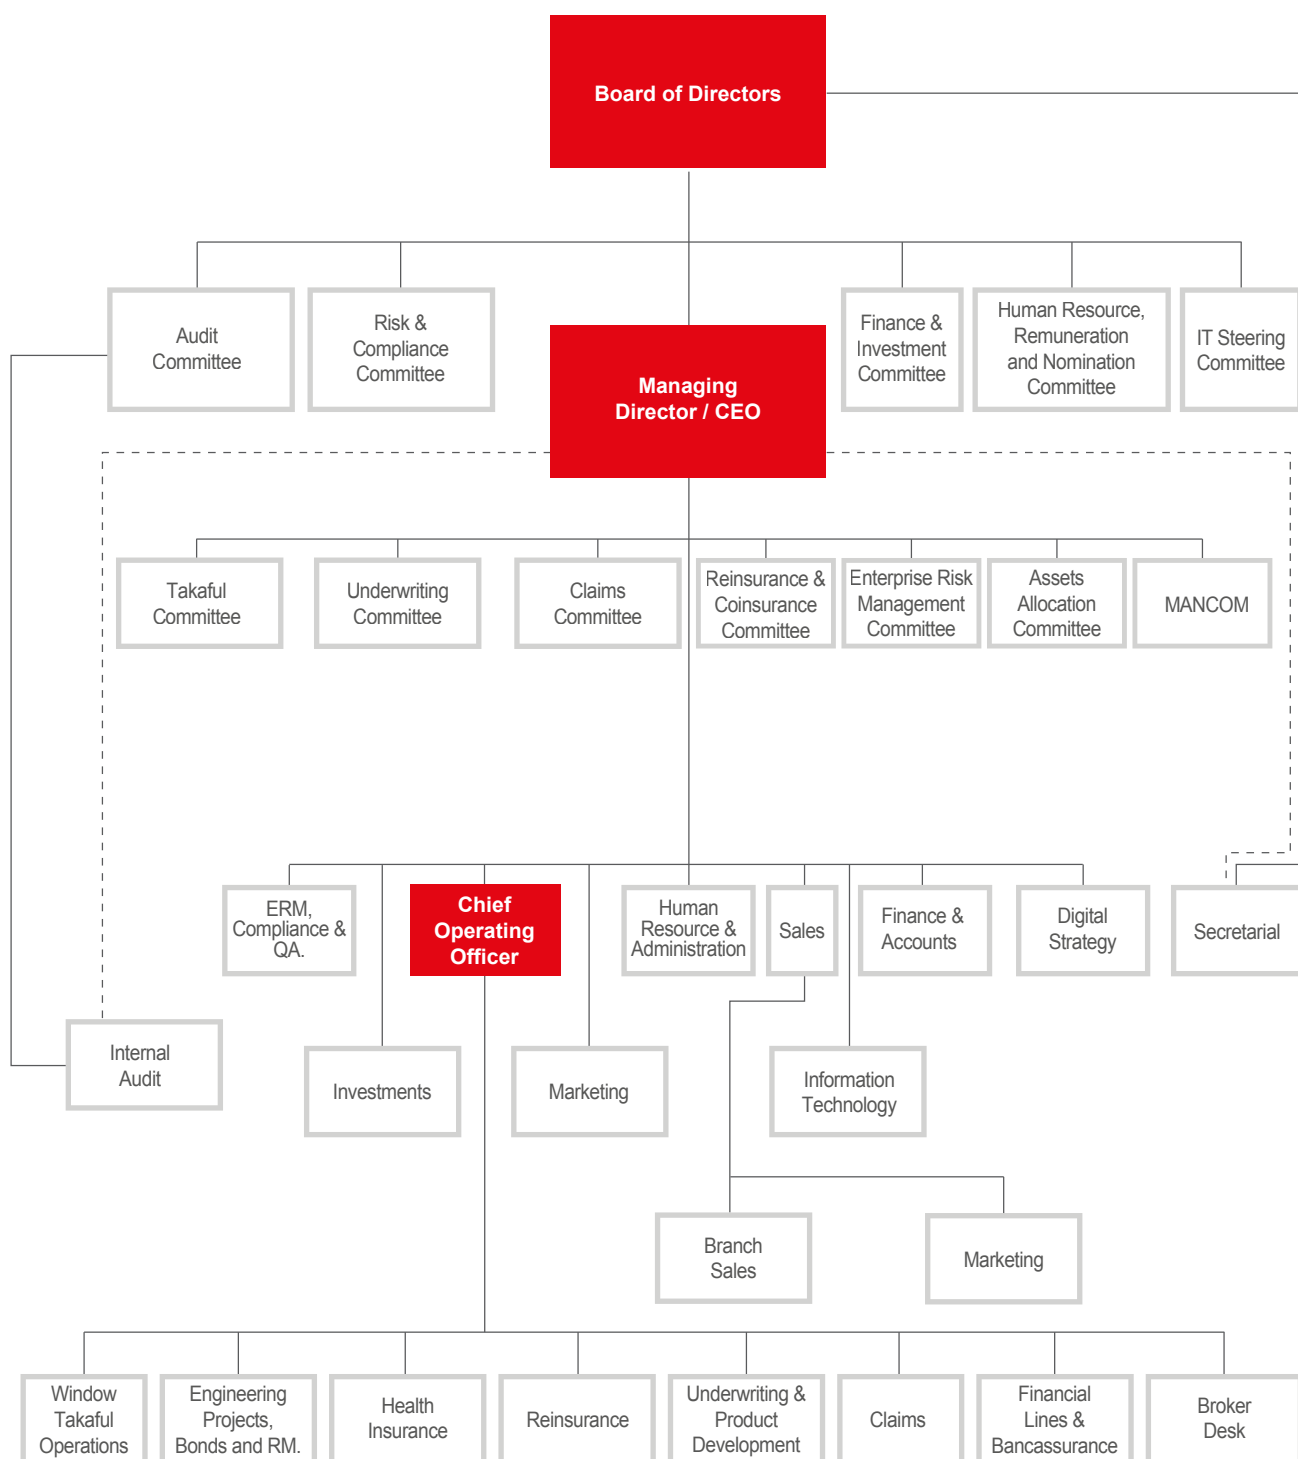 Board of Directors
Audit
Committee
Risk &
Compliance
Committee
Managing
Director / CEO
Finance &
Investment
Committee
Human Resource,
Remuneration
and Nomination
Committee
IT Steering
Committee
Takaful
Committee
Underwriting
Committee
Claims
Committee
Reinsurance &
Coinsurance
Committee
Enterprise Risk
Management
Committee
Assets
Allocation
Committee
MANCOM
ERM,
Compliance &
QA.
Chief
Operating
Officer
Human
Resource &
Administration
Sales
Finance &
Accounts
Digital
Strategy
Secretarial
Internal
Audit
Investments
Marketing
Information
Technology
Branch
Sales
Marketing
Window
Takaful
Operations
Engineering
Projects,
Bonds and RM.
Health
Insurance
Reinsurance
Underwriting &
Product
Development
Claims
Financial
Lines &
Bancassurance
Broker
Desk